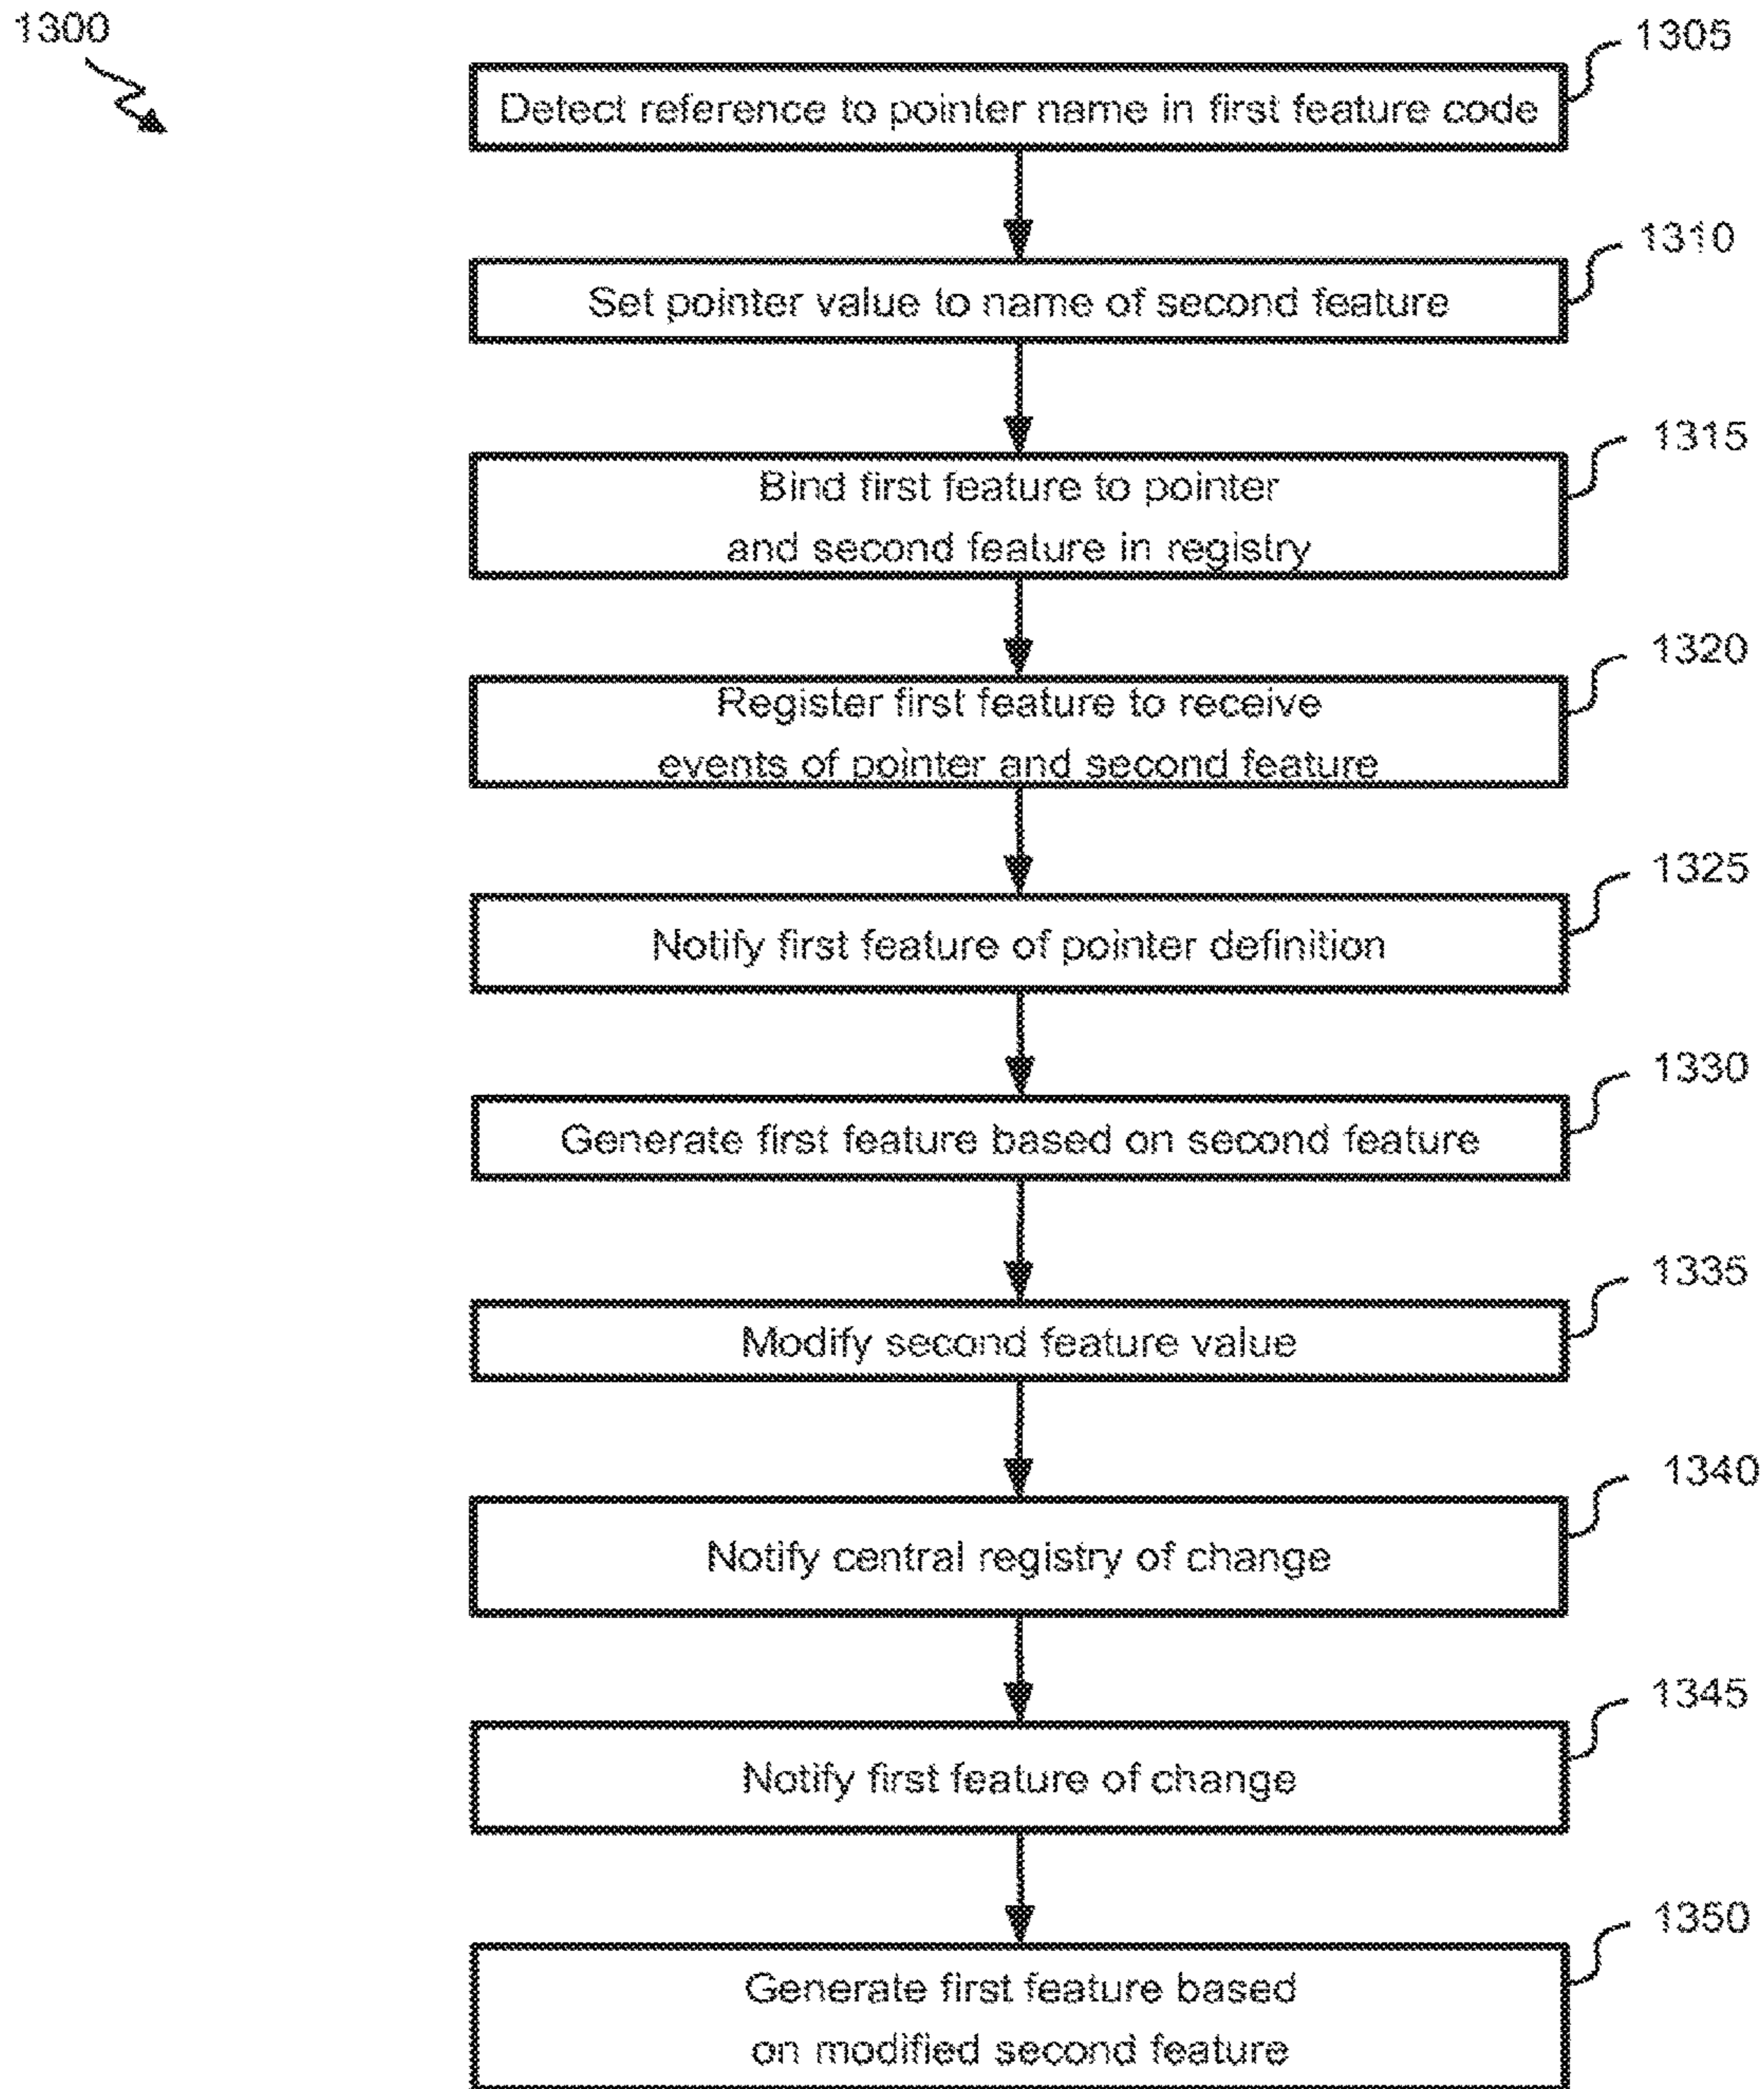 1300
1305
Detect reference to pointer name in first feature code
1310
Set pointer value to name of second feature
1315
Bind first feature to pointer
and second feature in registry
1320
Register first feature to receive
events of pointer and second feature
1325
Notify first feature of pointer definition
1330
Generate first feature based on second feature
1335
Modify second feature value
1340
Notify central registry of change
1345
Notify first feature of change
1350
Generate first feature based
on modified second feature